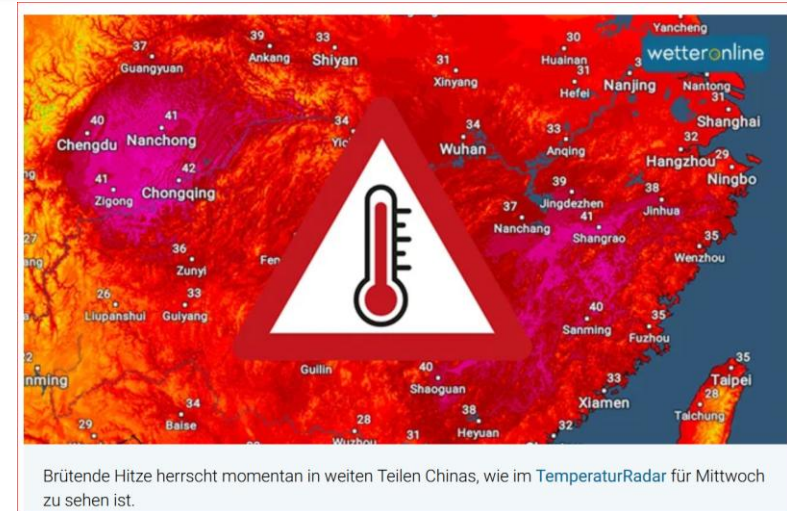 Yancheng
37
39
33
30
Guangyuan
Ankang
Shiyan
31
Huainan
wetteronline
Xinyang
31
Hefei
Nanjing
Nantong
31
40
41
34
34
33
Shanghai
Chengdu
Nanchong
Wuhan
Anqing
32
Hangzhou
29
Ningbo
41
42
39
38
Zigong
Chongqing
Jingdezhen
Jinhua
37
41
Nanchang
Shangrao
27
36
35
Zunyi
Wenzhou
26
33
40
35
Liupanshui
Guiyang
Sanming
Fuzhou
Guilin
40
35
Shaoguan
33
Taipei
Xiamen
28
Taichung
29
34
28
38
32
Baise
Wuzhou
31
Heyuan
Brütende Hitze herrscht momentan in weiten Teilen Chinas, wie im TemperaturRadar für Mittwoch
zu sehen ist.